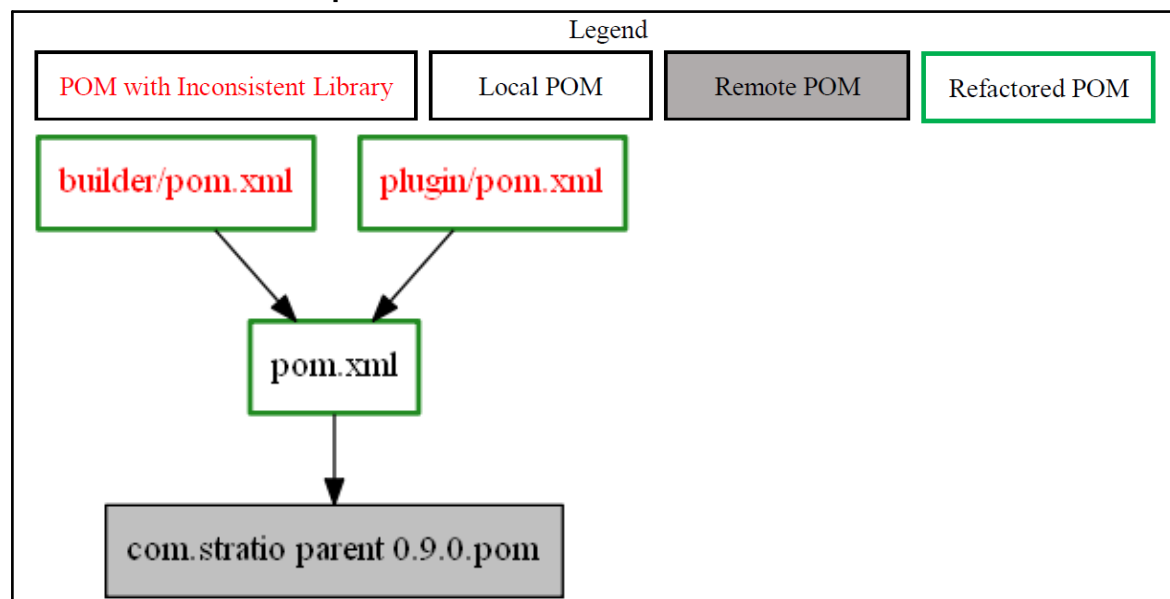 Legend
POM with Inconsistent Library Local POM Remote POM Refactored POM
builder/pom.xml plugin/pom.xml
pom.xml
com.stratio parent 0.9.0.pom